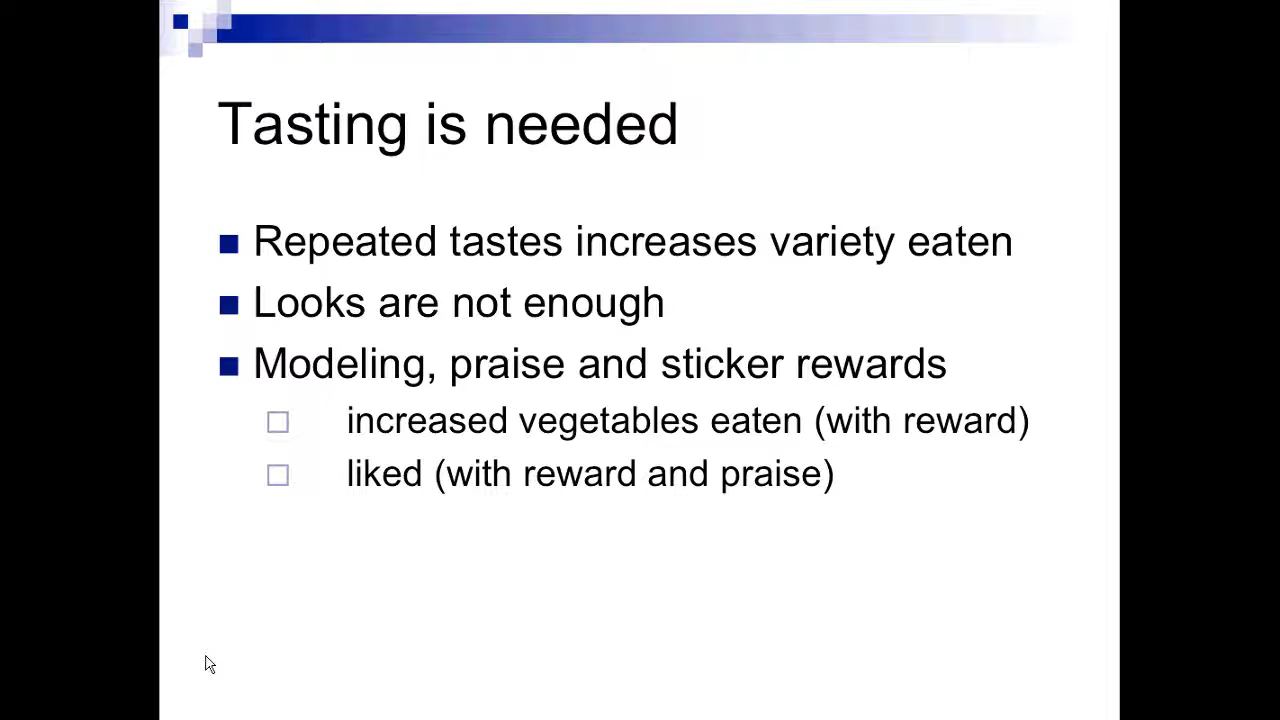 Tasting is needed
Repeated tastes increases variety eaten
Looks are not enough
Modeling, praise and sticker rewards
increased vegetables eaten (with reward)
liked (with reward and praise)